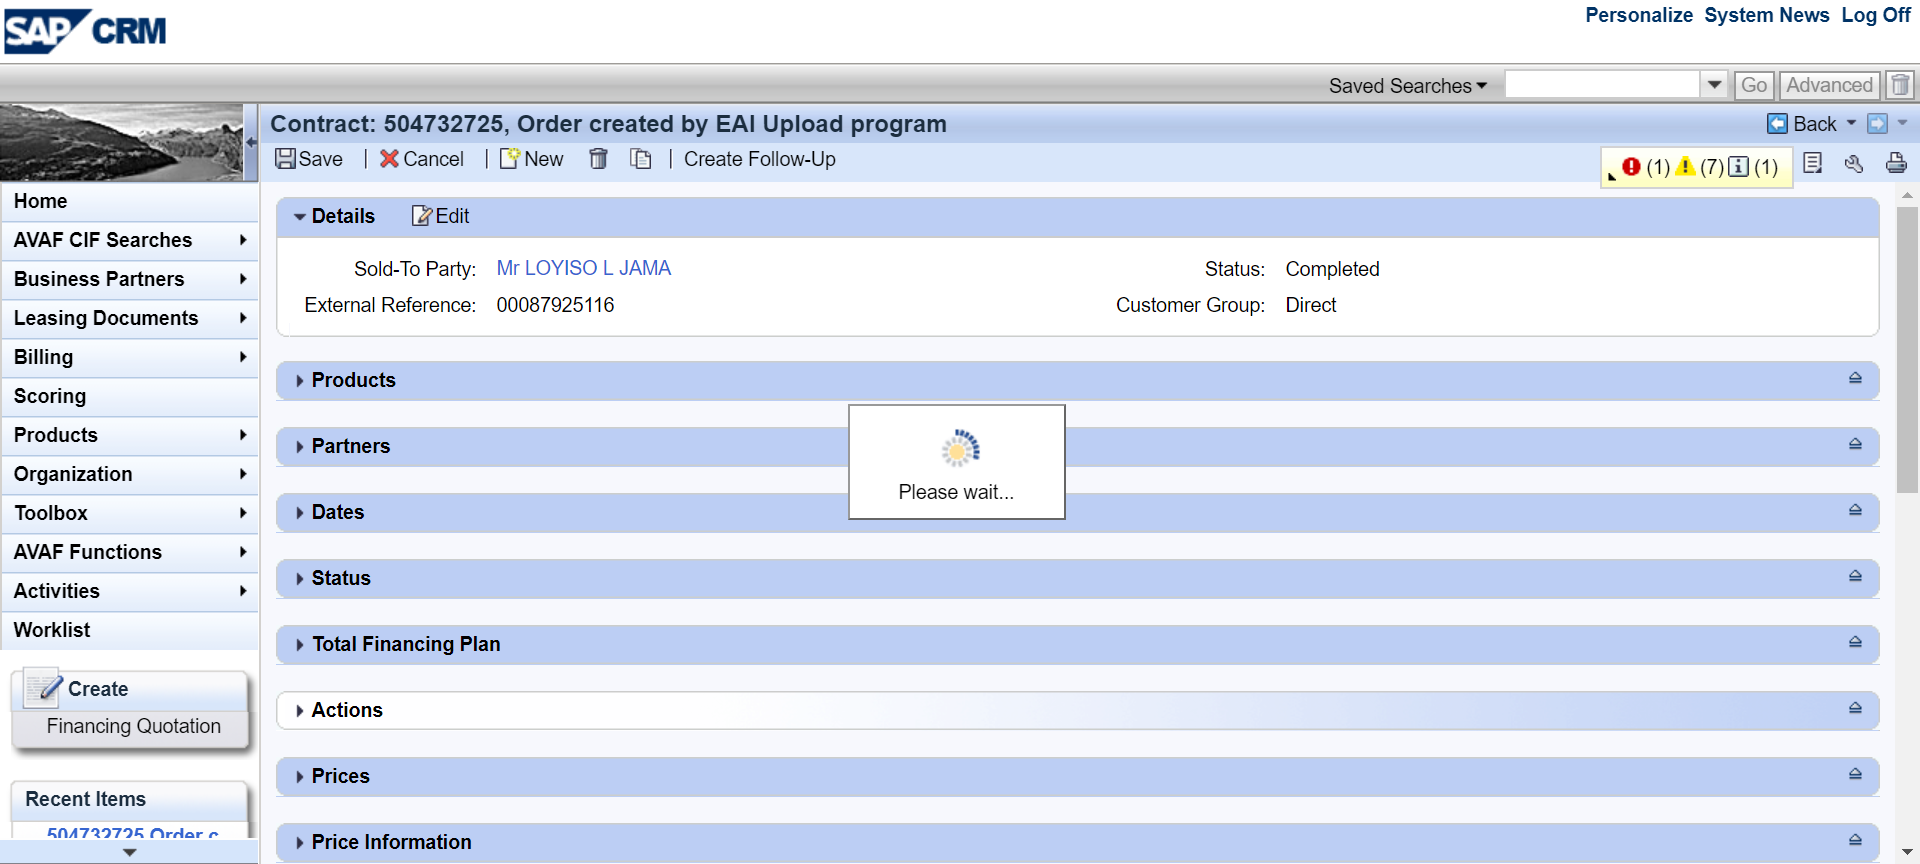 SAP CRM
Personalize System News Log Off
Saved Searches Go Advanced
Contract: 504732725, Order created by EAI Upload program
Back
Save | Cancel | New | Create Follow-Up
(1) (7) (1)
Home
AVAF CIF Searches
Business Partners
Leasing Documents
Billing
Scoring
Products
Organization
Toolbox
AVAF Functions
Activities
Worklist
Create
Financing Quotation
Recent Items
504732725 Order c
Details Edit
Sold-To Party: Mr LOYISO L JAMA
Status: Completed
External Reference: 00087925116
Customer Group: Direct
Products
Partners
Please wait...
Dates
Status
Total Financing Plan
Actions
Prices
Price Information